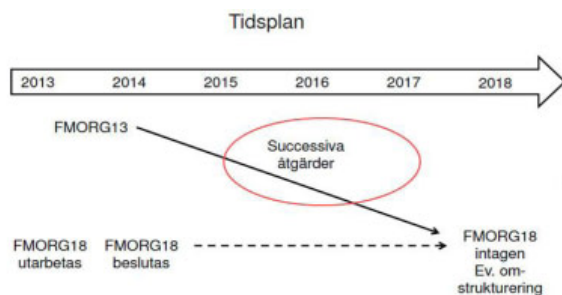 Tidsplan
2013 2014 2015 2016 2017 2018
FMORG13
Successiva
åtgärder
FMORG18
utarbetas
FMORG18
beslutas
FMORG18
intagen
Ev. om-
strukturering